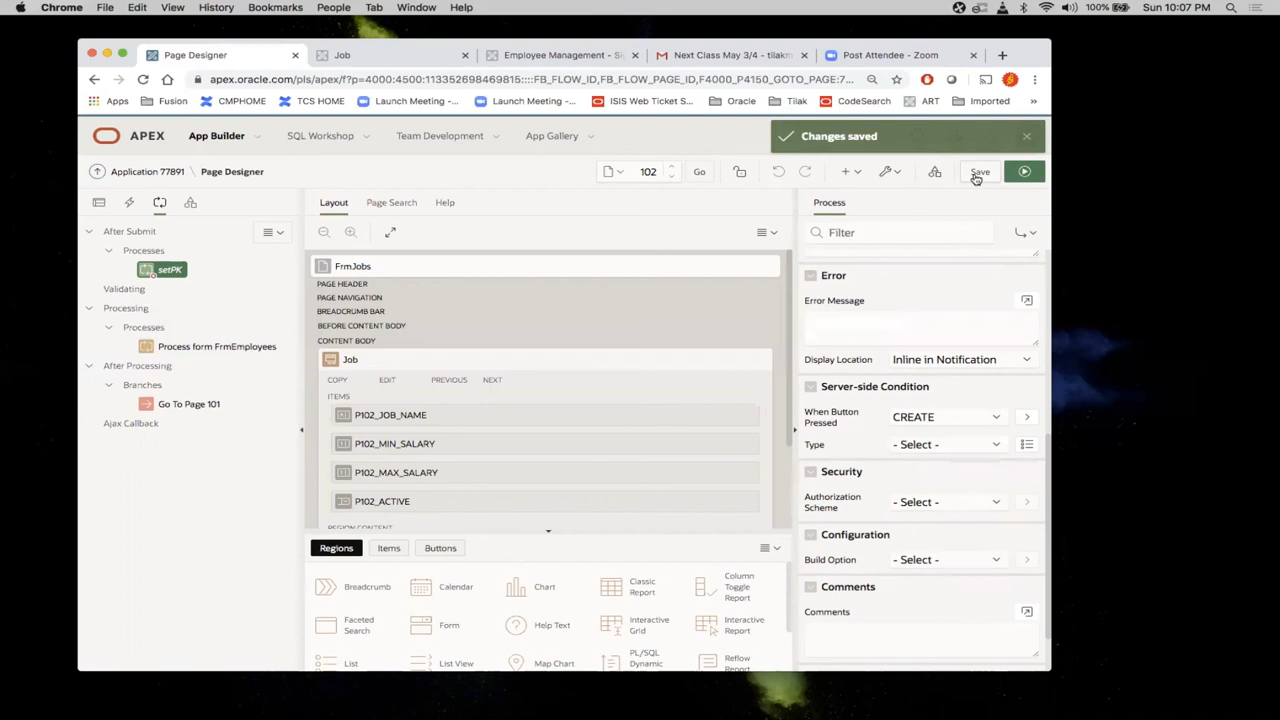 Chrome File Edit View History Bookmarks People Tab Window Help 100% Sun 10:07 PM
Page Designer Job Employee Management - Si Next Class May 3/4 - tilakm Post Attendee - Zoom
apex.oracle.com/pls/apex/f?p=4000:4500:113352698469815::::FB_FLOW_ID,FB_FLOW_PAGE_ID,F4000_P4150_GOTO_PAGE:7...
Apps Fusion CMPHOME TCS HOME Launch Meeting -... Launch Meeting -... ISIS Web Ticket S... Oracle Tilak CodeSearch ART Imported »
APEX App Builder SQL Workshop Team Development App Gallery Changes saved
Application 77891 \ Page Designer 102 Go Save
Layout Page Search Help Process
After Submit
Processes
setPK
Validating
Processing
Processes
Process form FrmEmployees
After Processing
Branches
Go To Page 101
Ajax Callback
FrmJobs
PAGE HEADER
PAGE NAVIGATION
BREADCRUMB BAR
BEFORE CONTENT BODY
CONTENT BODY
Job
COPY EDIT PREVIOUS NEXT
ITEMS
P102_JOB_NAME
P102_MIN_SALARY
P102_MAX_SALARY
P102_ACTIVE
REGION CONTENT
Regions Items Buttons
Breadcrumb Calendar Chart Classic Report Column Toggle Report
Faceted Search Form Help Text Interactive Grid Interactive Report
List List View Map Chart PL/SQL Dynamic Reflow Report
Filter
Error
Error Message
Display Location Inline in Notification
Server-side Condition
When Button Pressed CREATE
Type - Select -
Security
Authorization Scheme - Select -
Configuration
Build Option - Select -
Comments
Comments